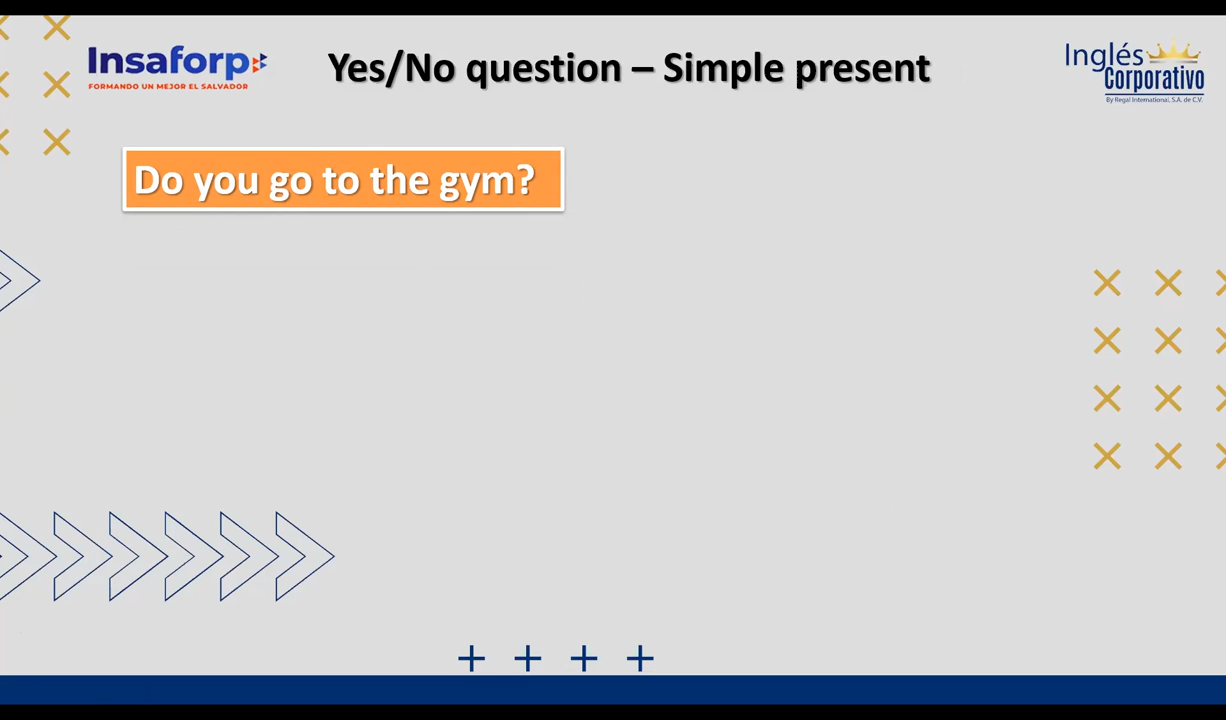 Insaforp
FORMANDO UN MEJOR EL SALVADOR
Yes/No question – Simple present
Inglés
Corporativo
By Regal International, S.A. de C.V.
Do you go to the gym?